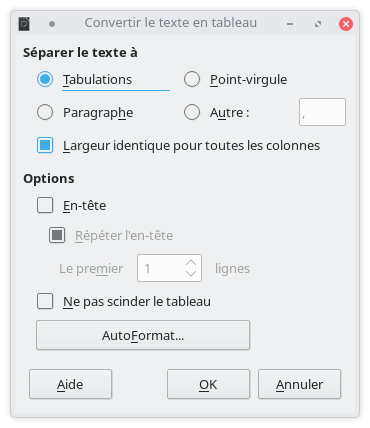 Convertir le texte en tableau
Séparer le texte à
Tabulations
Point-virgule
Paragraphe
Autre :
,
Largeur identique pour toutes les colonnes
Options
En-tête
Répéter l'en-tête
Le premier 1 lignes
Ne pas scinder le tableau
AutoFormat...
Aide
OK
Annuler